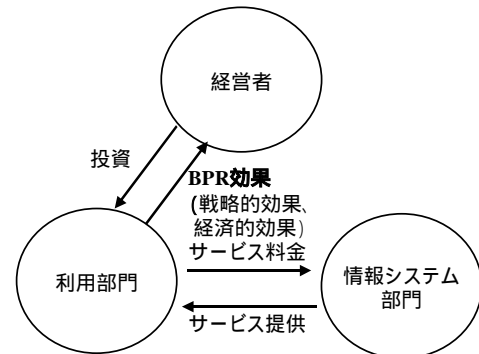 経営者
投資
BPR効果
(戦略的効果、
経済的効果)
サービス料金
利用部門
情報システム
部門
サービス提供